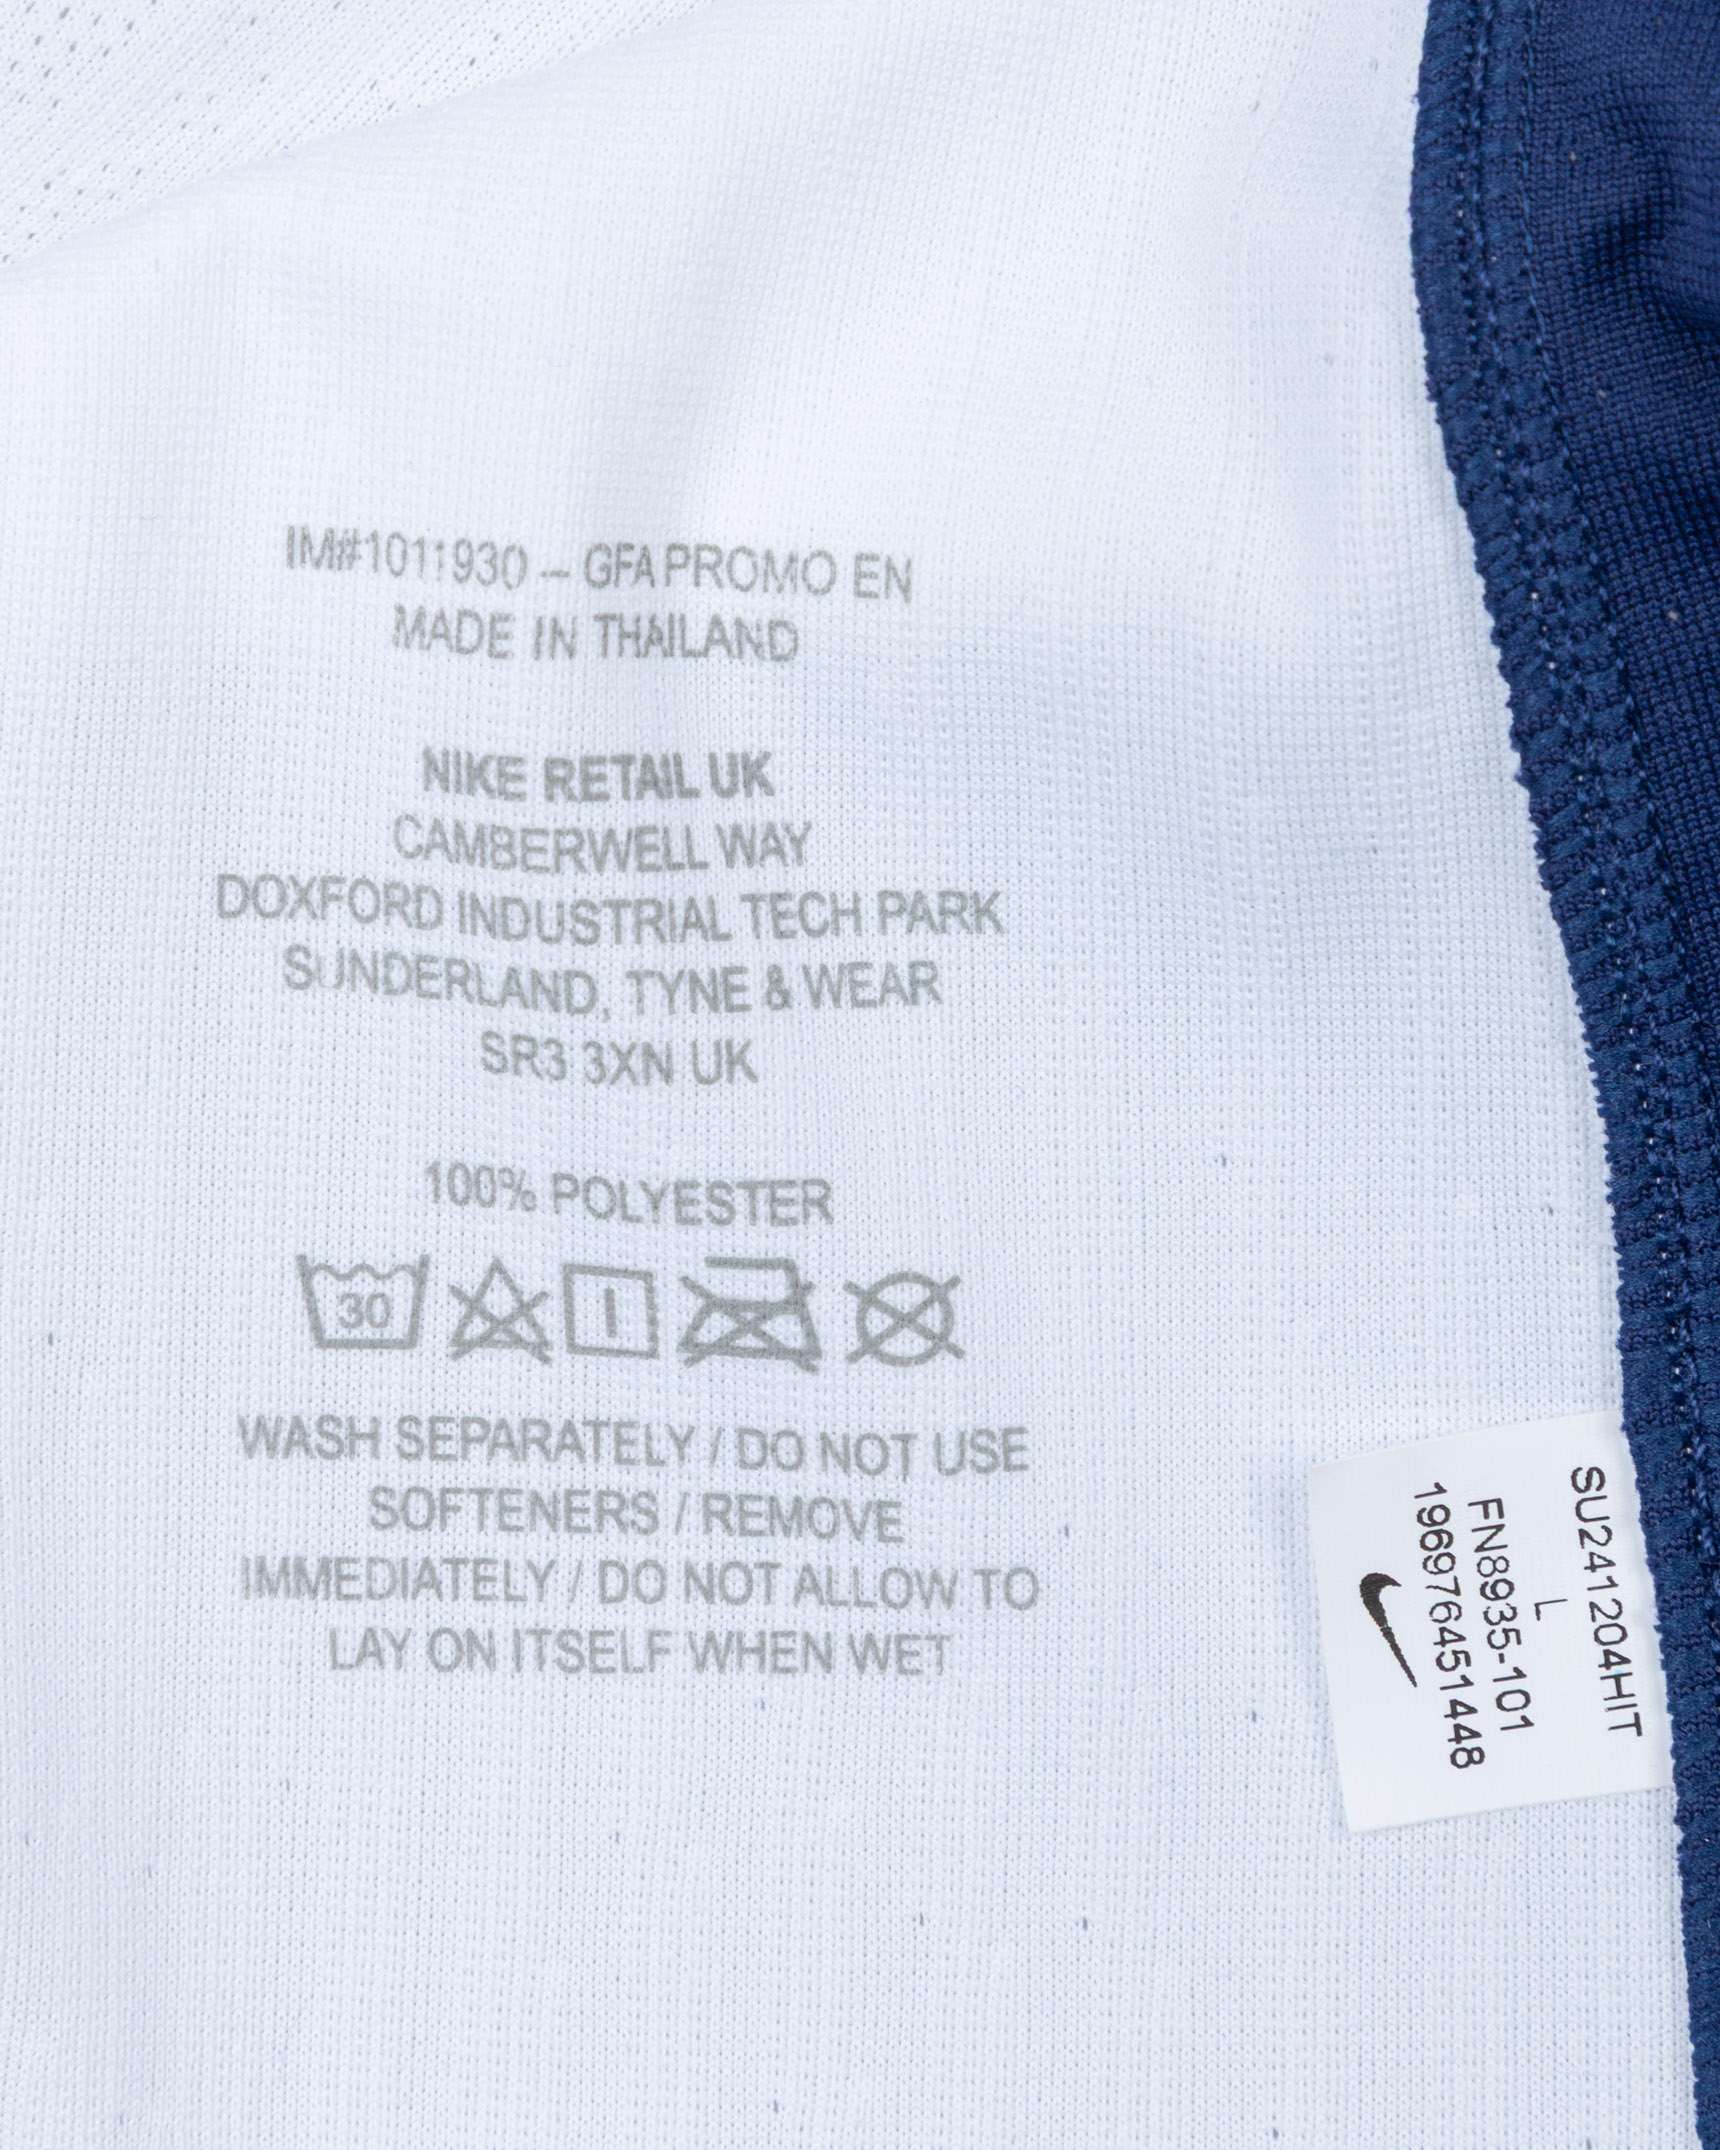 IM#1011930 – GFA PROMO EN
MADE IN THAILAND
NIKE RETAIL UK
CAMBERWELL WAY
DOXFORD INDUSTRIAL TECH PARK
SUNDERLAND, TYNE & WEAR
SR3 3XN UK
100% POLYESTER
30
WASH SEPARATELY / DO NOT USE
SOFTENERS / REMOVE
IMMEDIATELY / DO NOT ALLOW TO
LAY ON ITSELF WHEN WET
SU241204HIT
L
FN8935-101
196976451448